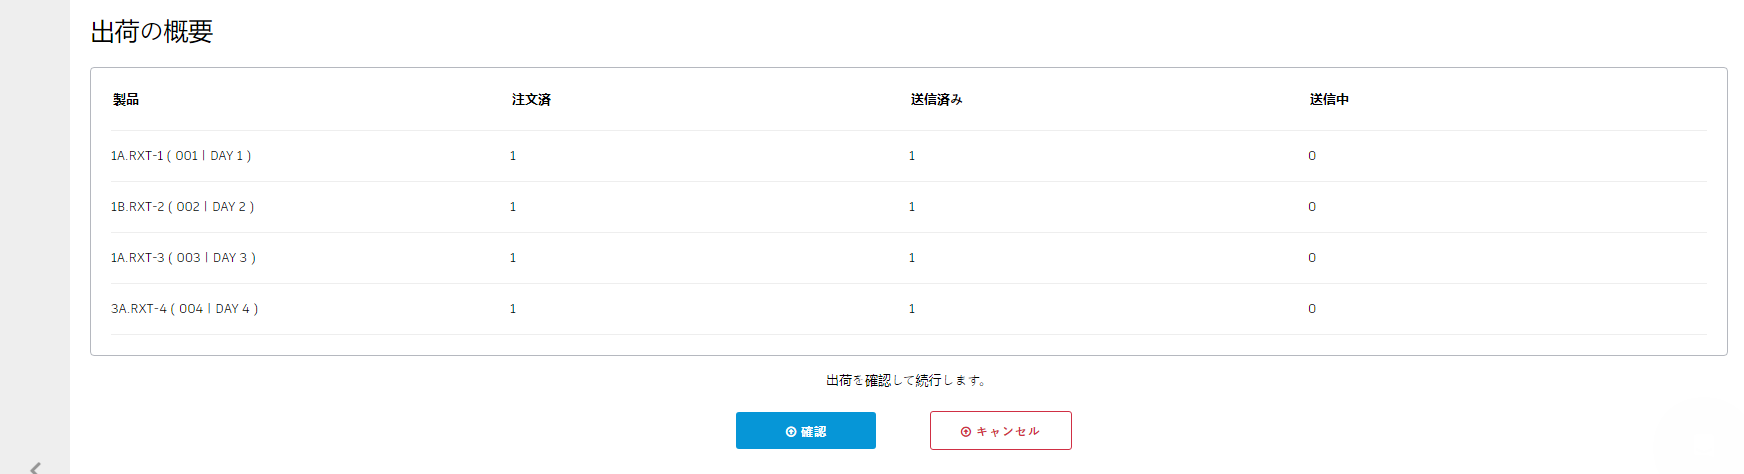 出荷の概要
製品 注文済 送信済み 送信中
1A.RXT-1 ( 001 | DAY 1 ) 1 1 0
1B.RXT-2 ( 002 | DAY 2 ) 1 1 0
1A.RXT-3 ( 003 | DAY 3 ) 1 1 0
3A.RXT-4 ( 004 | DAY 4 ) 1 1 0
出荷を確認して続行します。
確認 キャンセル